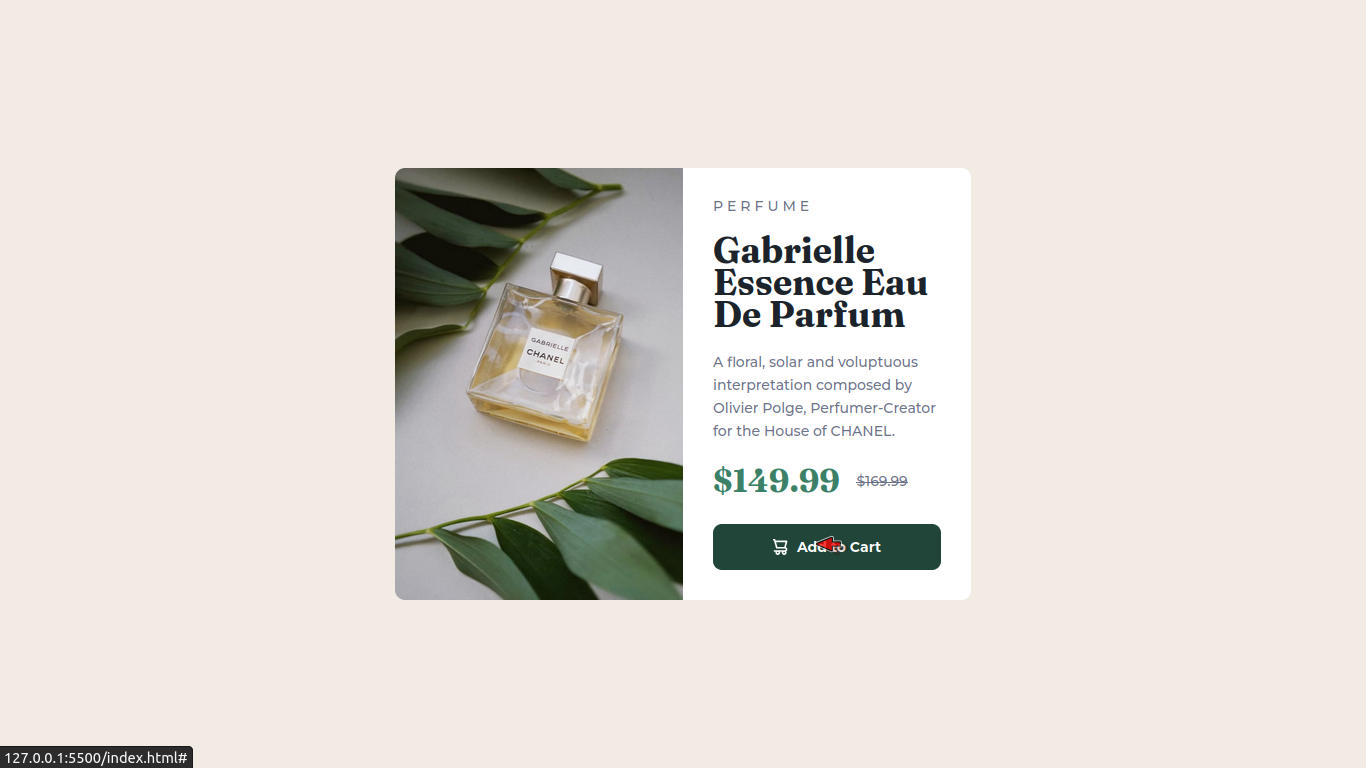 PERFUME
Gabrielle
Essence Eau
De Parfum
A floral, solar and voluptuous
interpretation composed by
Olivier Polge, Perfumer-Creator
for the House of CHANEL.
$149.99 $169.99
Add to Cart
GABRIELLE
CHANEL
PARIS
127.0.0.1:5500/index.html#